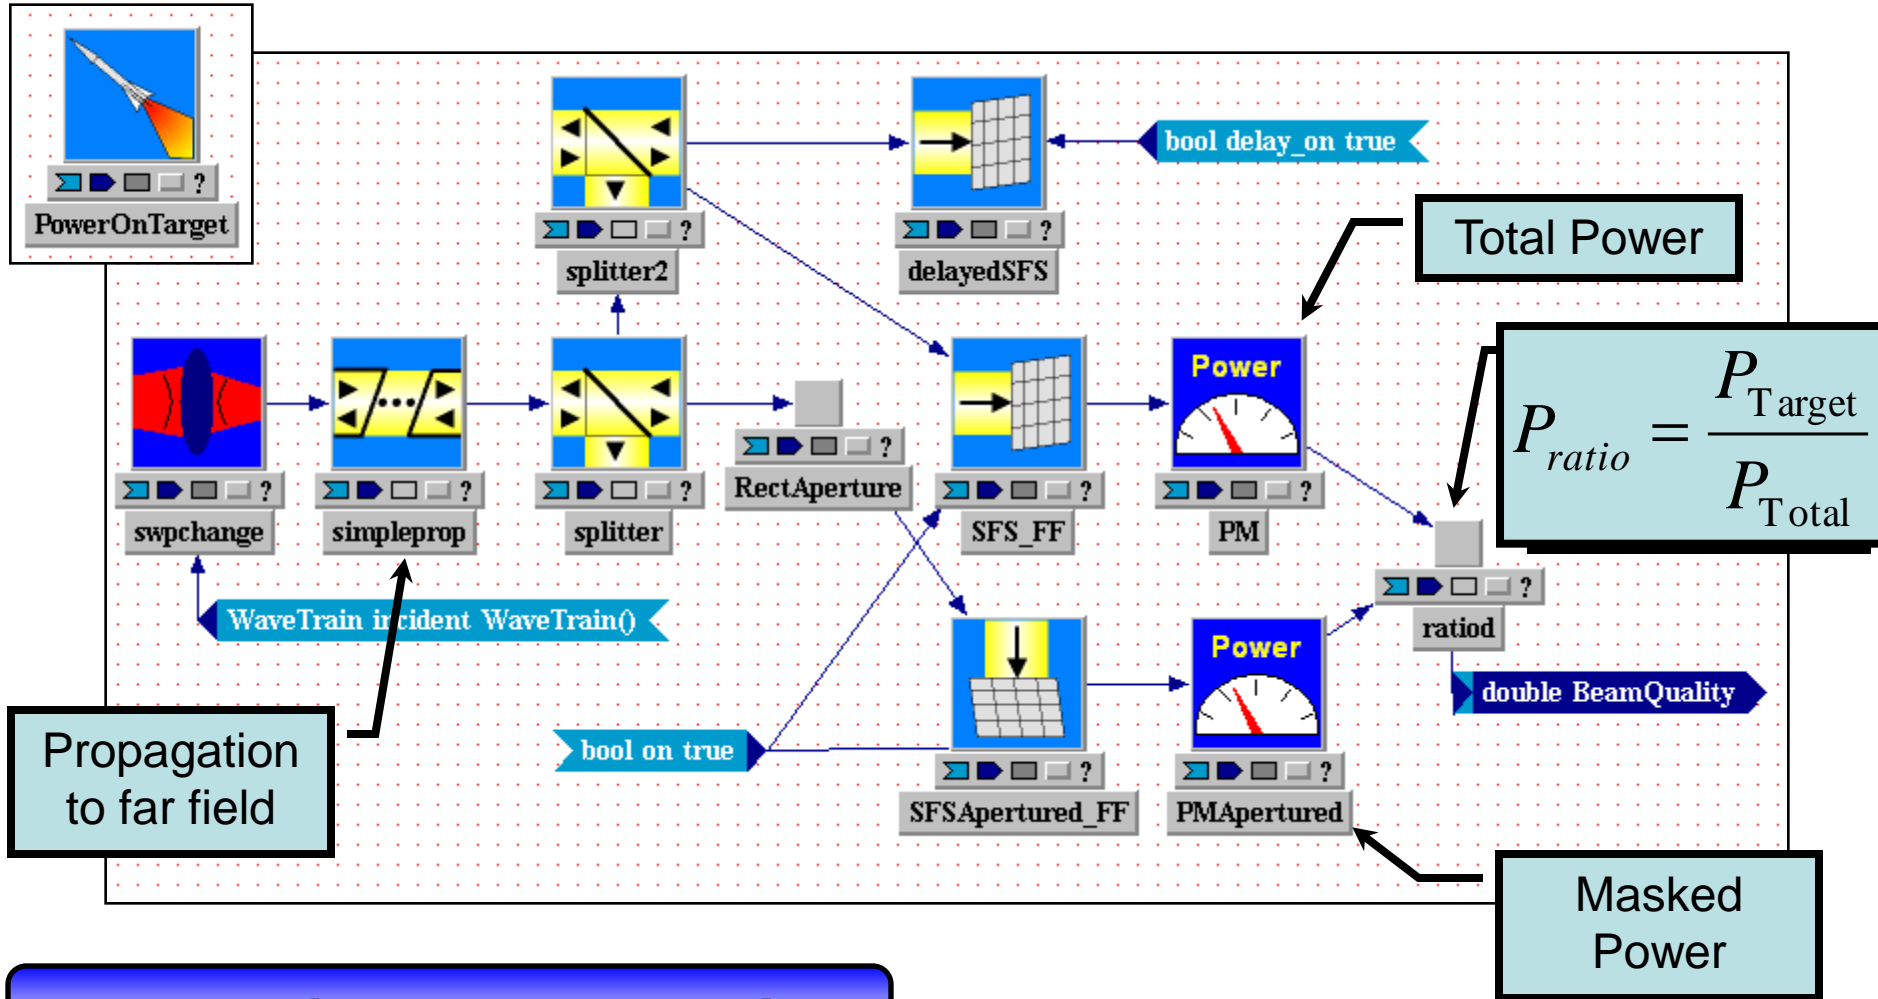 PowerOnTarget
?
bool delay_on true
?
splitter2
?
delayedSFS
Total Power
Power
P_ratio = P_Target / P_Total
?
swpchange
?
simpleprop
?
splitter
?
RectAperture
?
SFS_FF
?
PM
?
ratiod
WaveTrain incident WaveTrain()
Power
double BeamQuality
Propagation
to far field
bool on true
?
SFSApertured_FF
?
PMApertured
Masked
Power